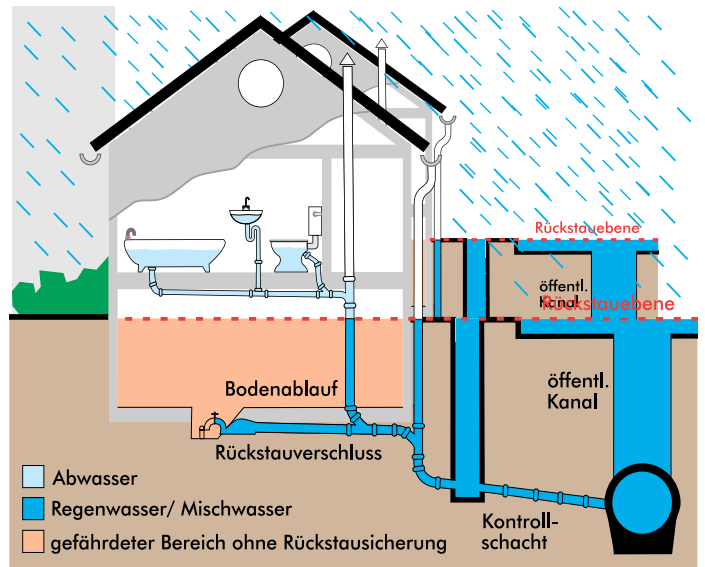 Rückstauebene
öffentl.
Kanal
Rückstauebene
öffentl.
Kanal
Bodenablauf
Rückstauverschluss
Abwasser
Regenwasser/ Mischwasser
gefährdeter Bereich ohne Rückstausicherung
Kontroll-
schacht